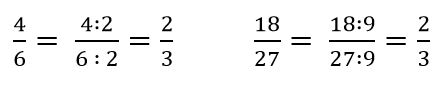 4/6 = 4:2/6 : 2 = 2/3    18/27 = 18:9/27:9 = 2/3